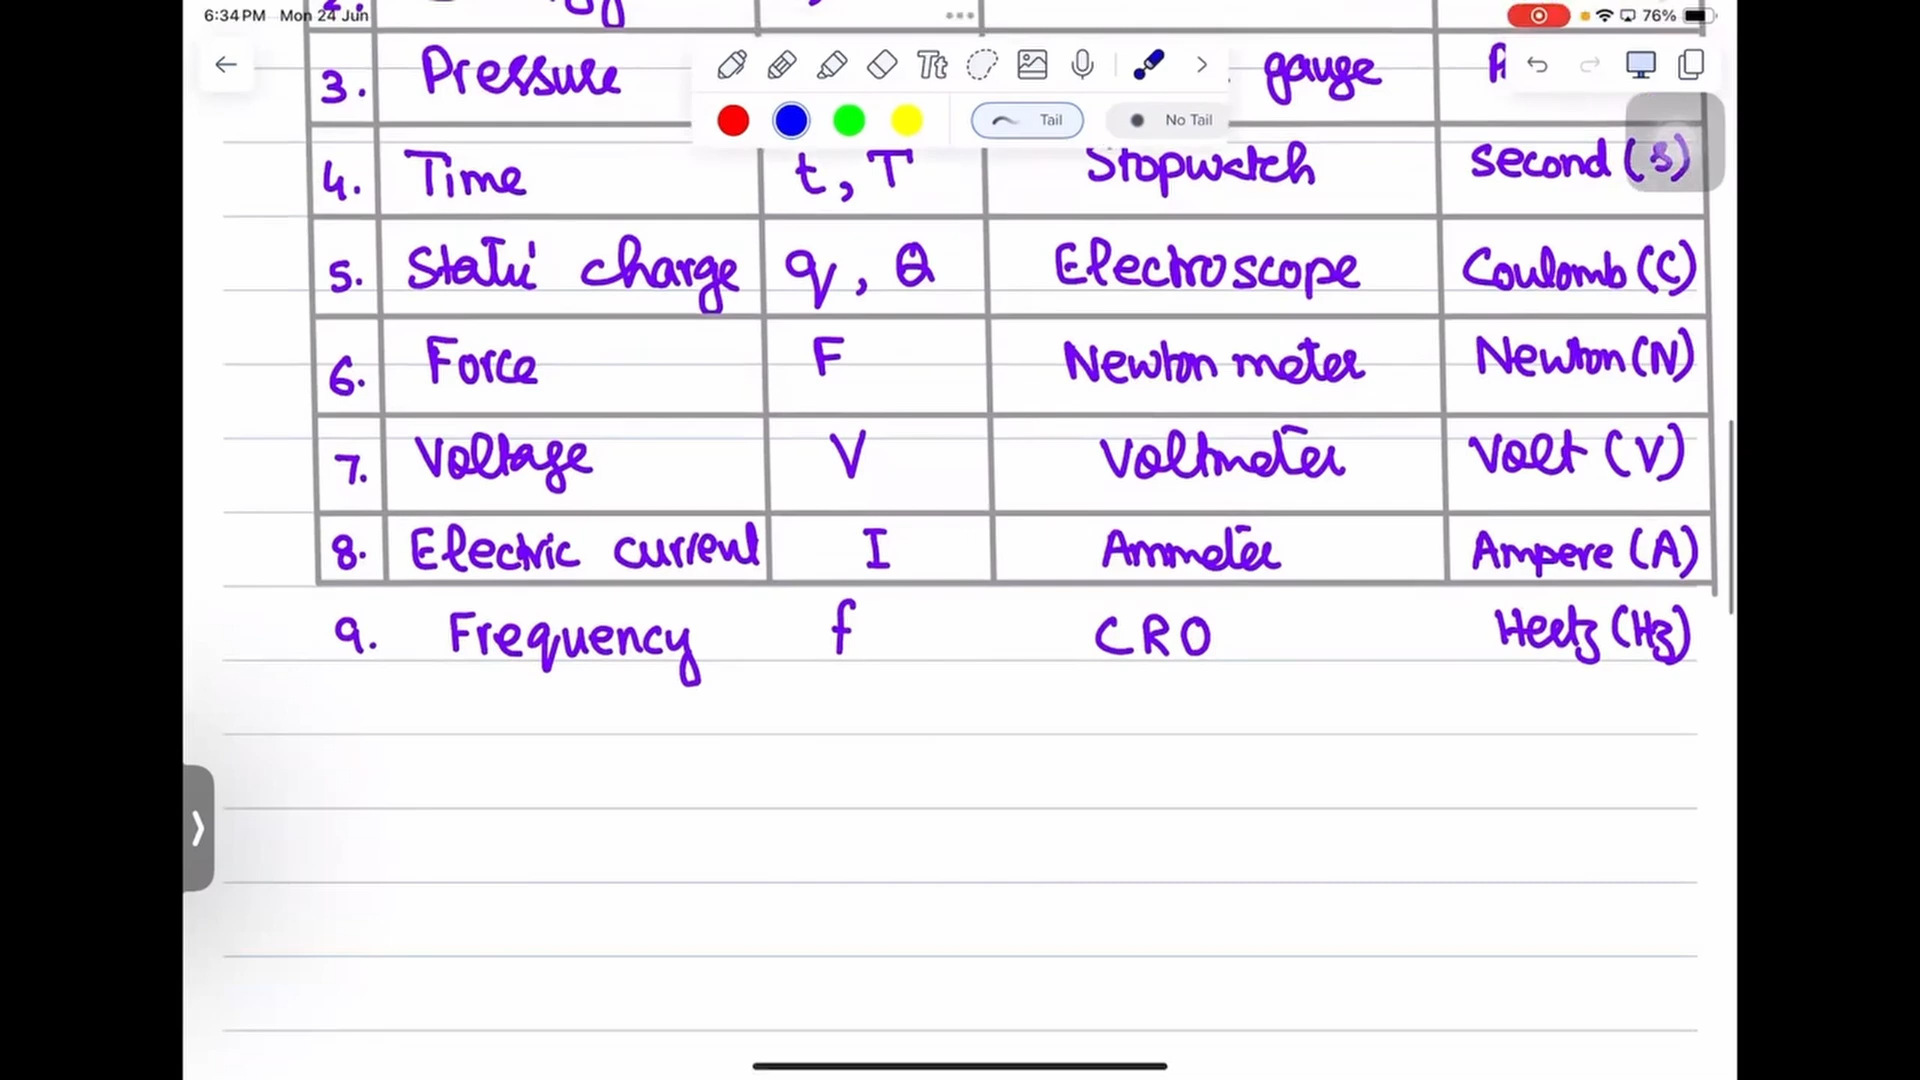 6:34 PM Mon 24 Jun 76%
3. Pressure gauge
Tt
Tail No Tail
4. Time t, T Stopwatch second (s)
5. Static charge q, Q Electroscope Coulomb (C)
6. Force F Newton meter Newton (N)
7. Voltage V Voltmeter Volt (V)
8. Electric current I Ammeter Ampere (A)
9. Frequency f CRO Hertz (Hz)